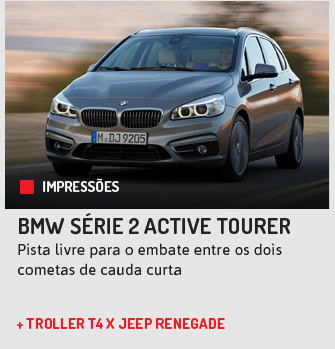 M·DJ 9205
IMPRESSÕES
BMW SÉRIE 2 ACTIVE TOURER
Pista livre para o embate entre os dois
cometas de cauda curta
+ TROLLER T4 X JEEP RENEGADE